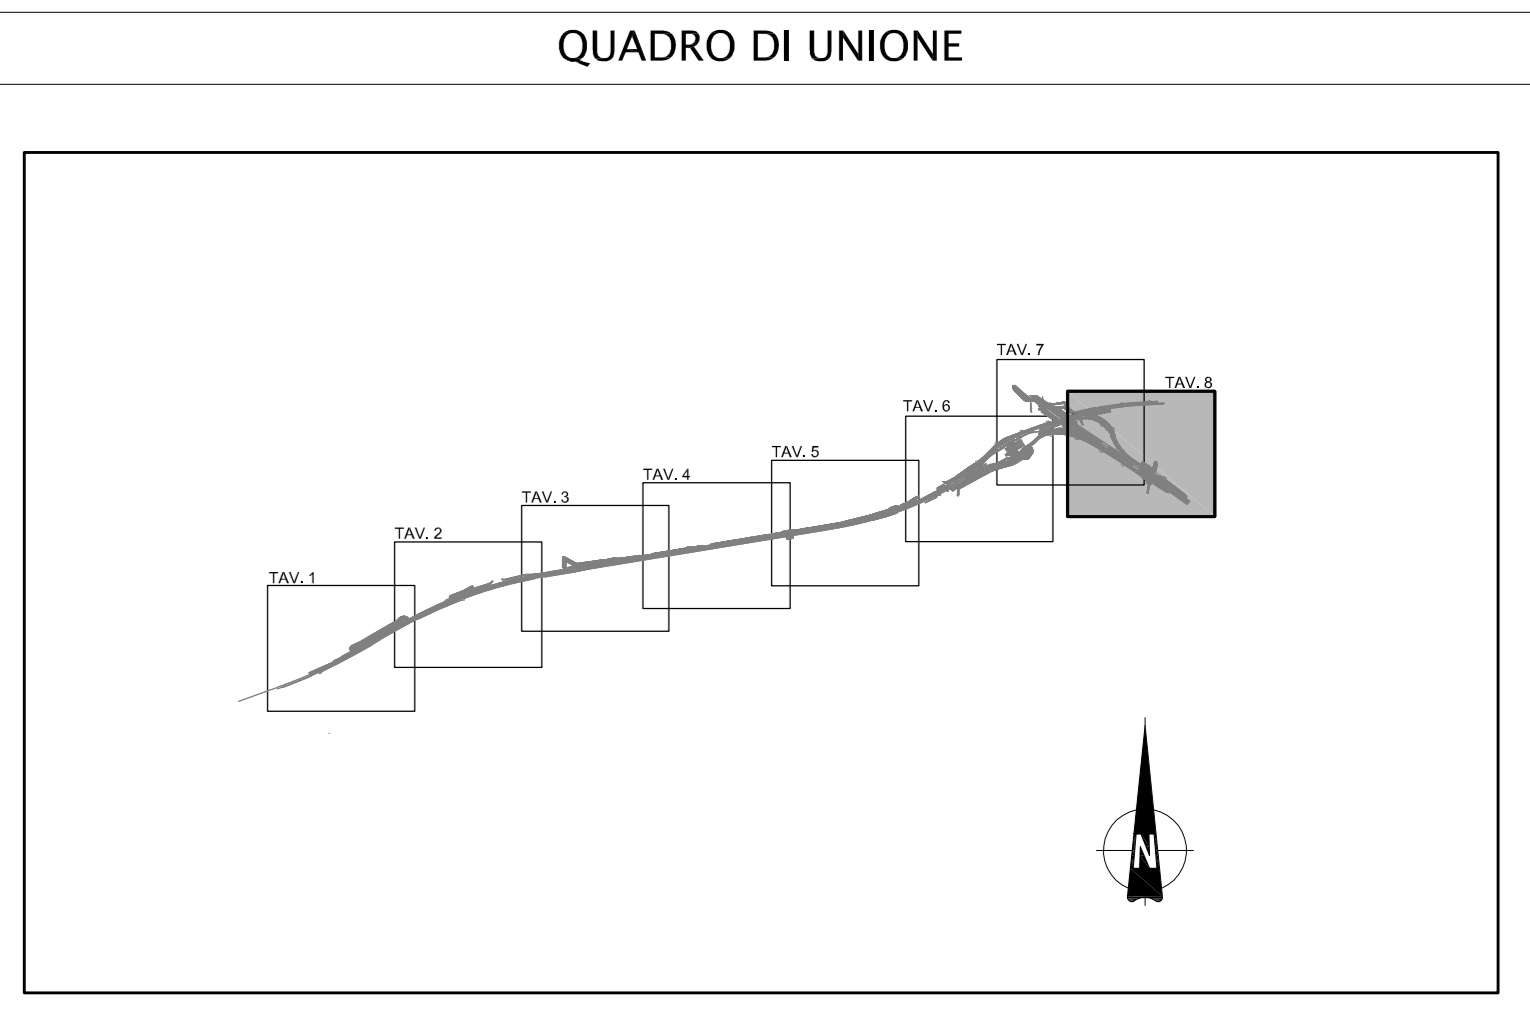 QUADRO DI UNIONE
TAV. 7
TAV. 8
TAV. 6
TAV. 5
TAV. 4
TAV. 3
TAV. 2
TAV. 1
N